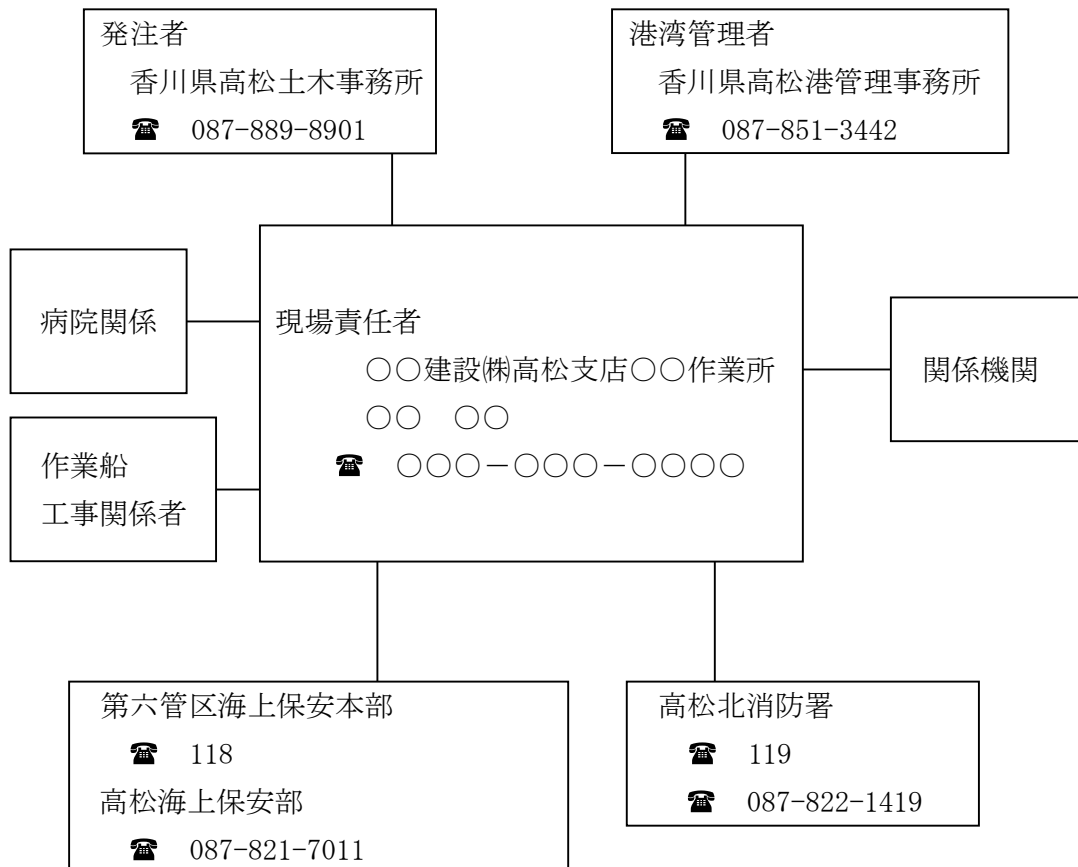 発注者
香川県高松土木事務所
☎ 087-889-8901
港湾管理者
香川県高松港管理事務所
☎ 087-851-3442
病院関係
作業船
工事関係者
現場責任者
○○建設㈱高松支店○○作業所
○○　○○
☎ ○○○－○○○－○○○○
関係機関
第六管区海上保安本部
☎ 118
高松海上保安部
☎ 087-821-7011
高松北消防署
☎ 119
☎ 087-822-1419